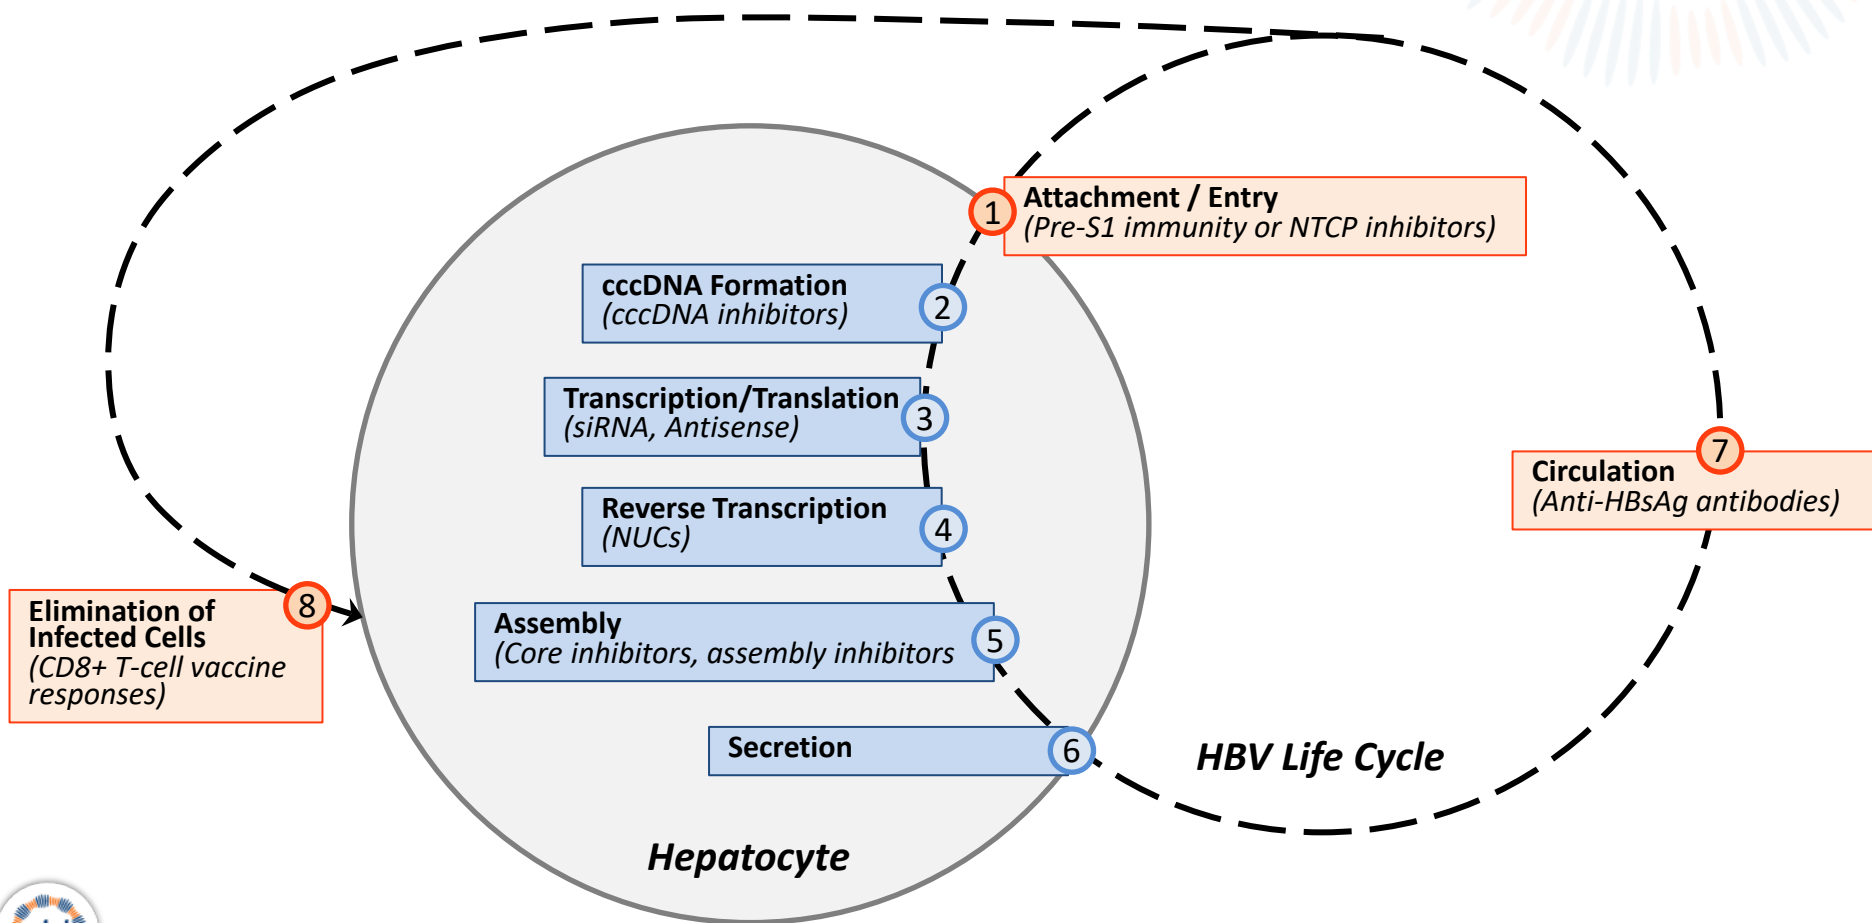 1
Attachment / Entry
(Pre-S1 immunity or NTCP inhibitors)
cccDNA Formation
(cccDNA inhibitors)
2
Transcription/Translation
(siRNA, Antisense)
3
Reverse Transcription
(NUCs)
4
Assembly
(Core inhibitors, assembly inhibitors
5
Secretion
6
7
Circulation
(Anti-HBsAg antibodies)
8
Elimination of
Infected Cells
(CD8+ T-cell vaccine
responses)
HBV Life Cycle
Hepatocyte